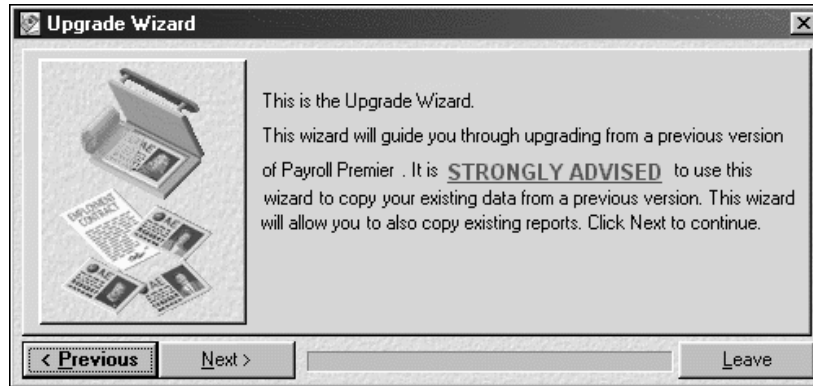 Upgrade Wizard
This is the Upgrade Wizard.
This wizard will guide you through upgrading from a previous version
of Payroll Premier . It is STRONGLY ADVISED to use this
wizard to copy your existing data from a previous version. This wizard
will allow you to also copy existing reports. Click Next to continue.
EMPLOYMENT
CONTRACT
< Previous
Next >
Leave